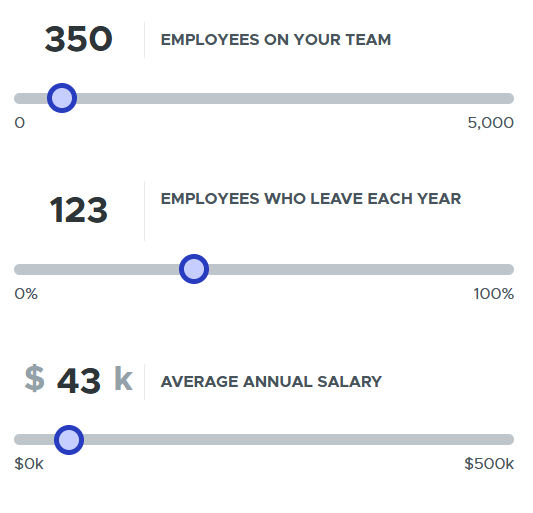 350 EMPLOYEES ON YOUR TEAM
0 5,000
123 EMPLOYEES WHO LEAVE EACH YEAR
0% 100%
$ 43 k AVERAGE ANNUAL SALARY
$0k $500k